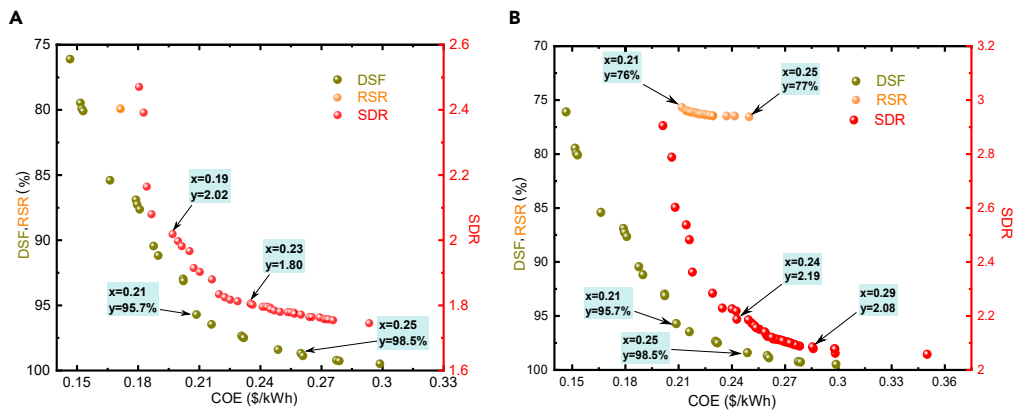 A
75
80
85
90
95
100
DSF, RSR (%)
0.15
0.18
0.21
0.24
0.27
0.3
0.33
COE ($/kWh)
2.6
2.4
2.2
2
1.8
1.6
SDR
DSF
RSR
SDR
x=0.19
y=2.02
x=0.23
y=1.80
x=0.21
y=95.7%
x=0.25
y=98.5%
B
70
75
80
85
90
95
100
DSF, RSR (%)
0.15
0.18
0.21
0.24
0.27
0.3
0.33
0.36
COE ($/kWh)
3.2
3
2.8
2.6
2.4
2.2
2
SDR
DSF
RSR
SDR
x=0.21
y=76%
x=0.25
y=77%
x=0.24
y=2.19
x=0.29
y=2.08
x=0.21
y=95.7%
x=0.25
y=98.5%